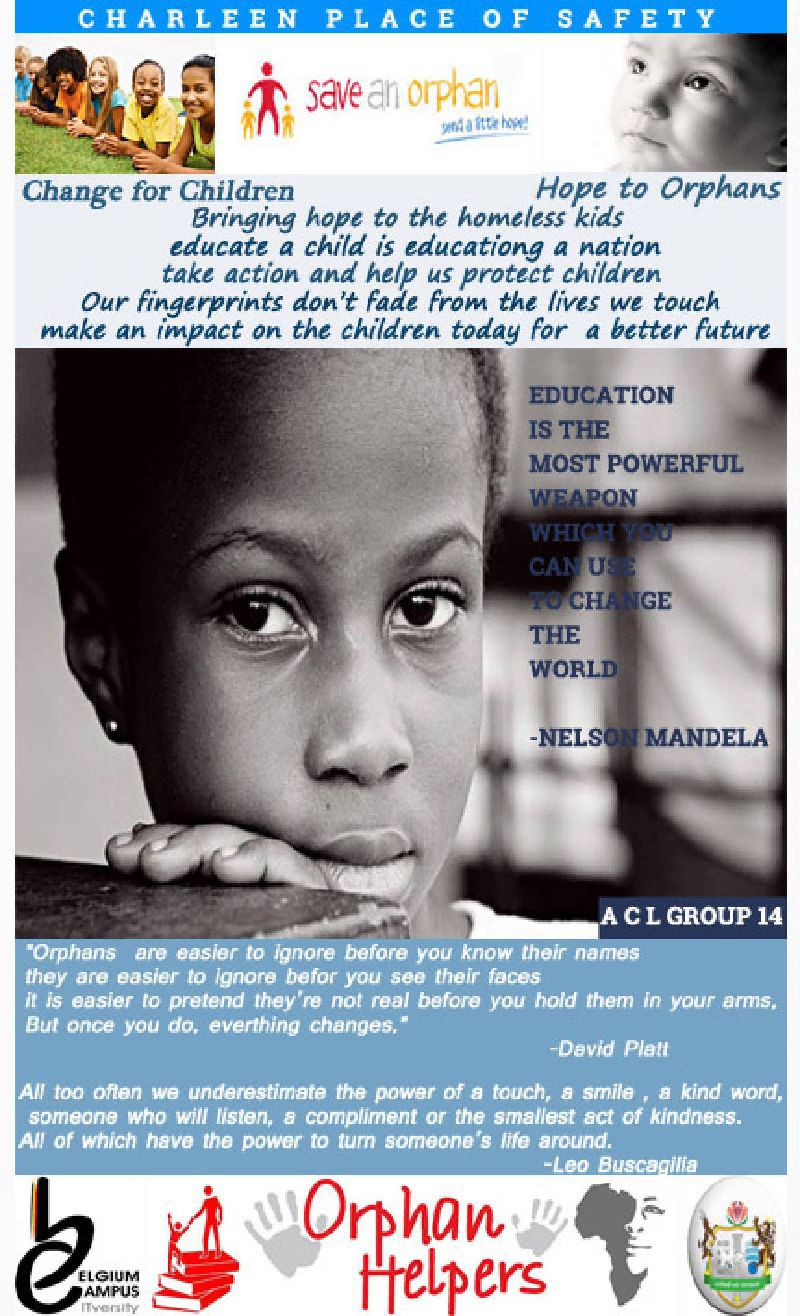 CHARLEEN PLACE OF SAFETY
save an orphan
send a little hope!
Change for Children
Hope to Orphans
Bringing hope to the homeless kids
educate a child is educationg a nation
take action and help us protect children
Our fingerprints don't fade from the lives we touch
make an impact on the children today for a better future
EDUCATION
IS THE
MOST POWERFUL
WEAPON
WHICH YOU
CAN USE
TO CHANGE
THE
WORLD
-NELSON MANDELA
A C L GROUP 14
"Orphans are easier to ignore before you know their names
they are easier to ignore befor you see their faces
it is easier to pretend they're not real before you hold them in your arms,
But once you do, everthing changes,"
-David Platt
All too often we underestimate the power of a touch, a smile , a kind word,
someone who will listen, a compliment or the smallest act of kindness.
All of which have the power to turn someone's life around.
-Leo Buscagilia
be
ELGIUM
AMPUS
ITversity
Orphan
Helpers